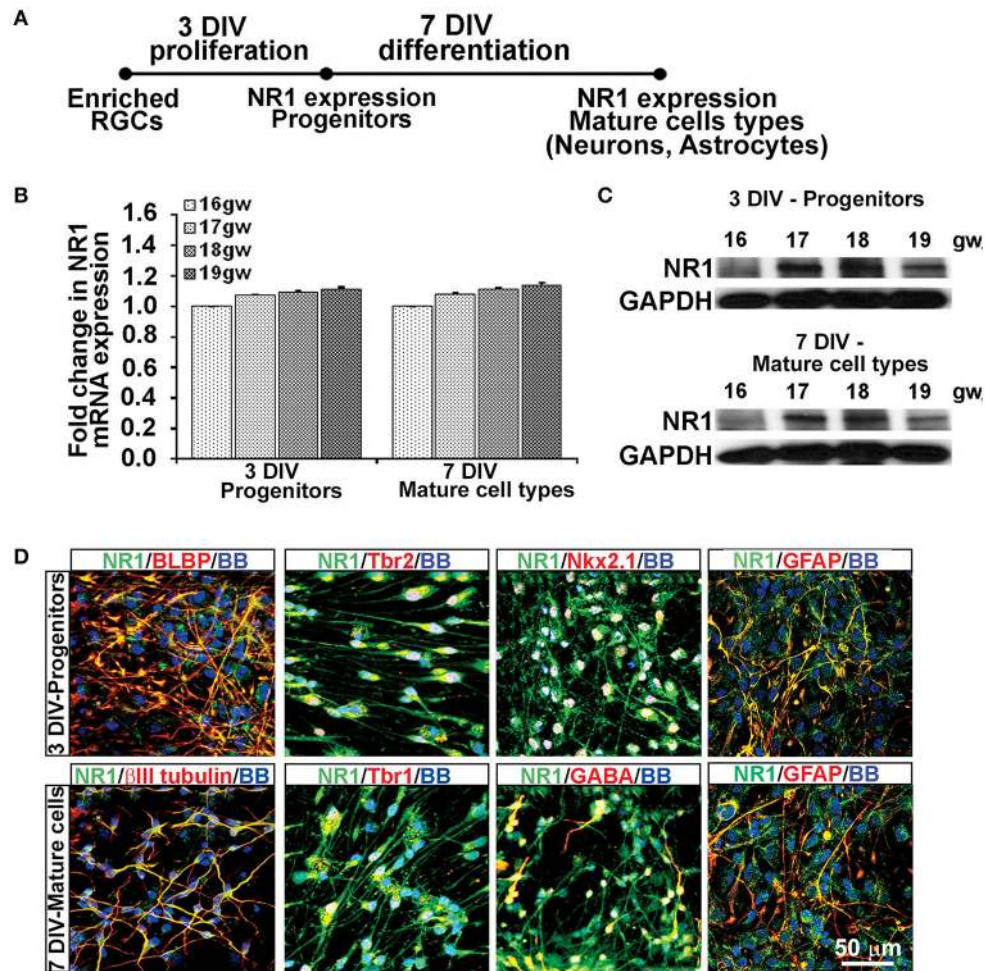 A
3 DIV
proliferation
7 DIV
differentiation
Enriched
RGCs
NR1 expression
Progenitors
NR1 expression
Mature cells types
(Neurons, Astrocytes)
B
Fold change in NR1
mRNA expression
1.6
1.4
1.2
1.0
0.8
0.6
0.4
0.2
0.0
16gw
17gw
18gw
19gw
3 DIV
Progenitors
7 DIV
Mature cell types
C
3 DIV - Progenitors
16 17 18 19 gw
NR1
GAPDH
7 DIV -
Mature cell types
16 17 18 19 gw
NR1
GAPDH
D
NR1/BLBP/BB
NR1/Tbr2/BB
NR1/Nkx2.1/BB
NR1/GFAP/BB
3 DIV-Progenitors
NR1/βIII tubulin/BB
NR1/Tbr1/BB
NR1/GABA/BB
NR1/GFAP/BB
7 DIV-Mature cells
50 μm